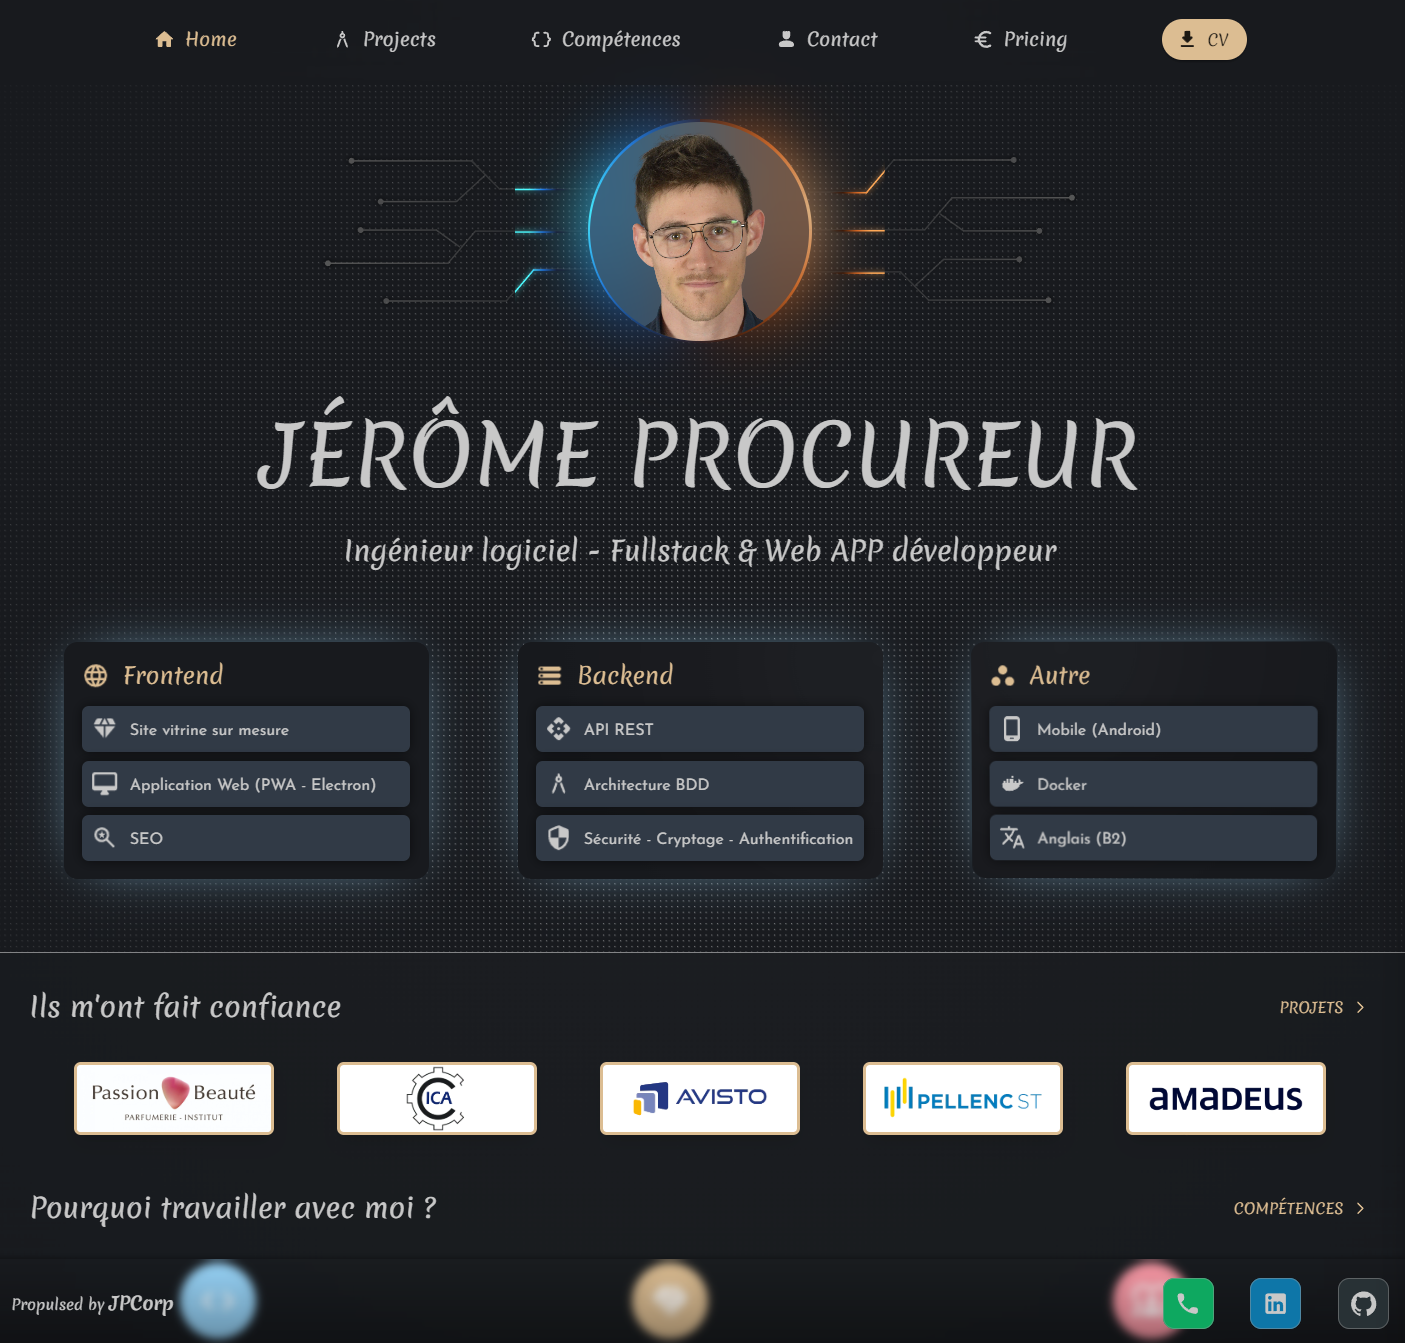 Home Projects Compétences Contact Pricing CV
JÉRÔME PROCUREUR
Ingénieur logiciel - Fullstack & Web APP développeur
Frontend
Site vitrine sur mesure
Application Web (PWA - Electron)
SEO
Backend
API REST
Architecture BDD
Sécurité - Cryptage - Authentification
Autre
Mobile (Android)
Docker
Anglais (B2)
Ils m'ont fait confiance
PROJETS
Passion Beauté
PARFUMERIE - INSTITUT
ICA
AVISTO
PELLENC ST
aMaDEUS
Pourquoi travailler avec moi ?
COMPÉTENCES
Propulsed by JPCorp
in